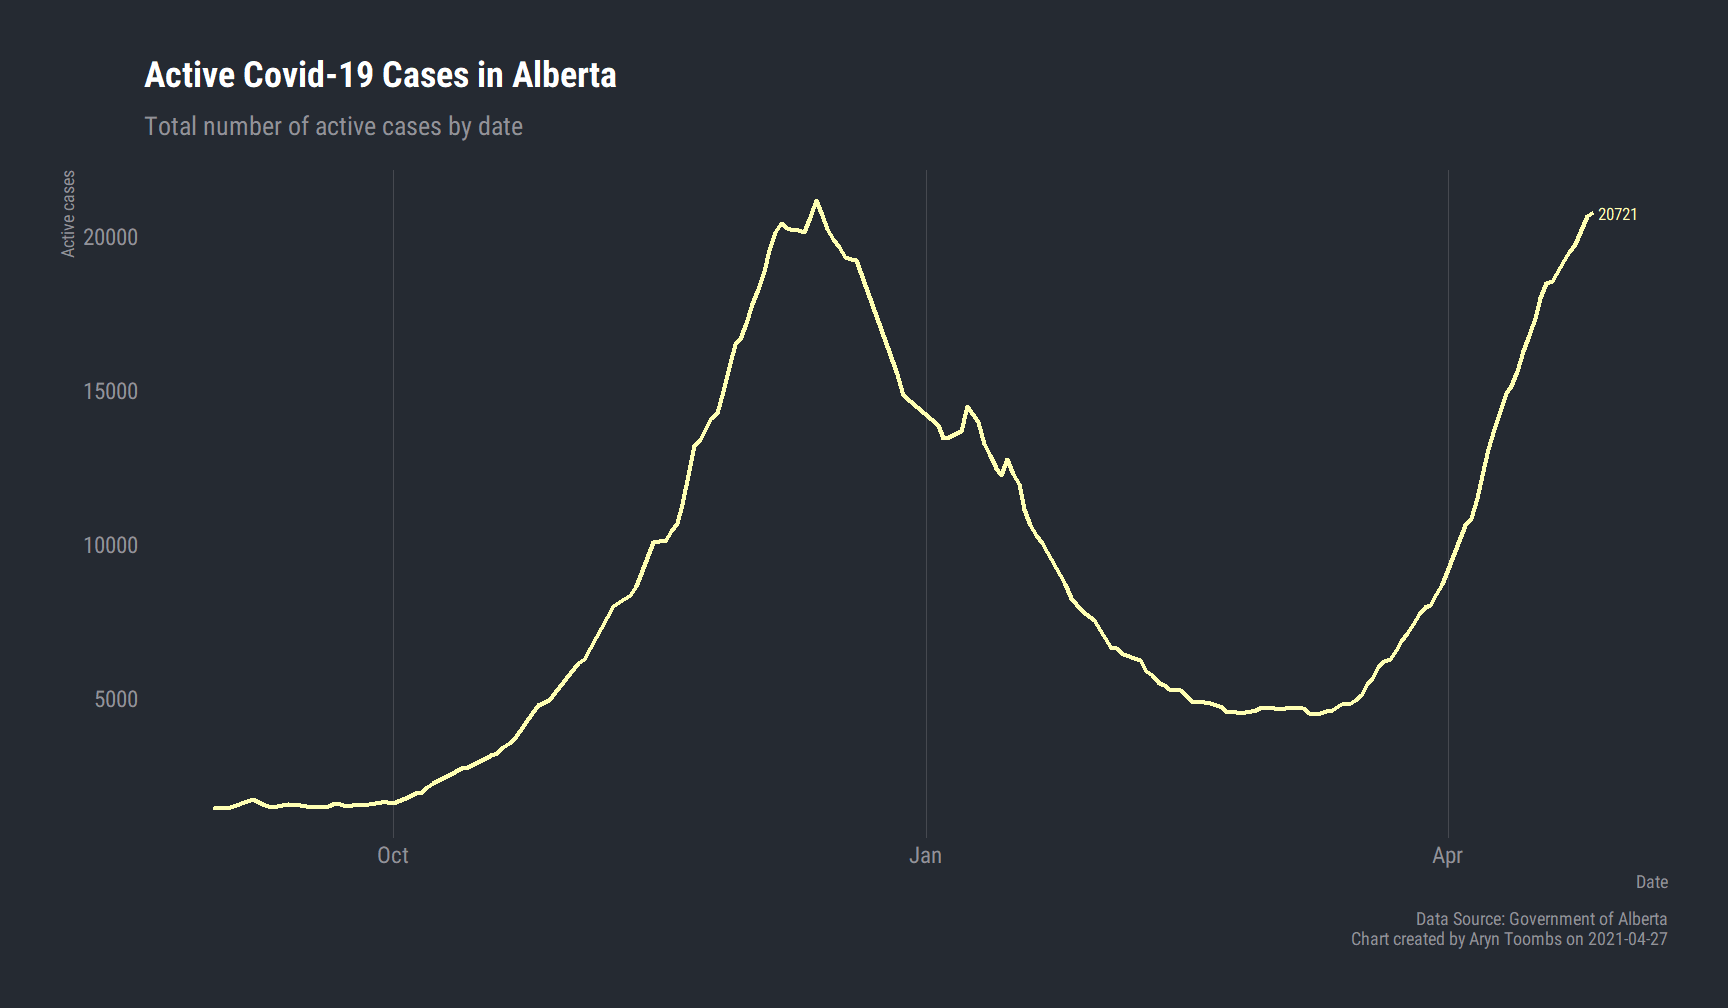 Active Covid-19 Cases in Alberta
Total number of active cases by date
Active cases
20000
15000
10000
5000
20721
Oct
Jan
Apr
Date
Data Source: Government of Alberta
Chart created by Aryn Toombs on 2021-04-27